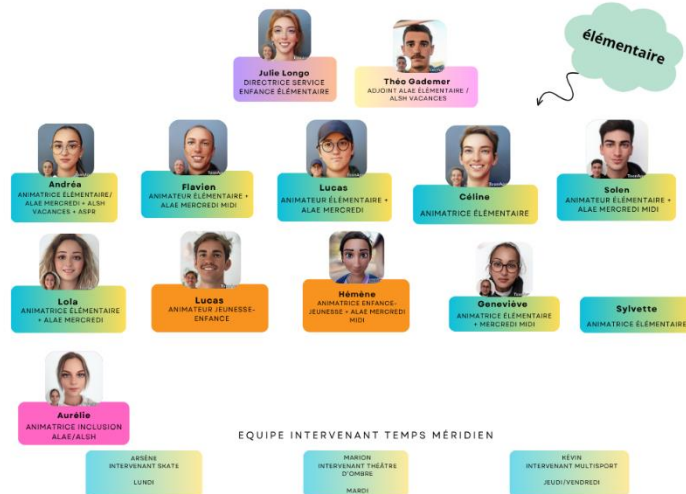 élémentaire
Julie Longo
DIRECTRICE SERVICE
ENFANCE ÉLÉMENTAIRE
Théo Gademer
ADJOINT ALAE ÉLÉMENTAIRE /
ALSH VACANCES
Andréa
ANIMATRICE ÉLÉMENTAIRE/
ALAE MERCREDI + ALSH
VACANCES + ASPR
Flavien
ANIMATEUR ÉLÉMENTAIRE +
ALAE MERCREDI MIDI
Lucas
ANIMATEUR ÉLÉMENTAIRE +
ALAE MERCREDI
Céline
ANIMATRICE ÉLÉMENTAIRE
Solen
ANIMATEUR ÉLÉMENTAIRE +
ALAE MERCREDI MIDI
Lola
ANIMATRICE ÉLÉMENTAIRE
+ ALAE MERCREDI
Lucas
ANIMATEUR JEUNESSE-
ENFANCE
Hémène
ANIMATRICE ENFANCE-
JEUNESSE + ALAE MERCREDI
MIDI
Geneviève
ANIMATRICE ÉLÉMENTAIRE
+ MERCREDI MIDI
Sylvette
ANIMATRICE ÉLÉMENTAIRE
Aurélie
ANIMATRICE INCLUSION
ALAE/ALSH
EQUIPE INTERVENANT TEMPS MÉRIDIEN
ARSÈNE
INTERVENANT SKATE
LUNDI
MARION
INTERVENANT THÉÂTRE
D'OMBRE
MARDI
KÉVIN
INTERVENANT MULTISPORT
JEUDI/VENDREDI